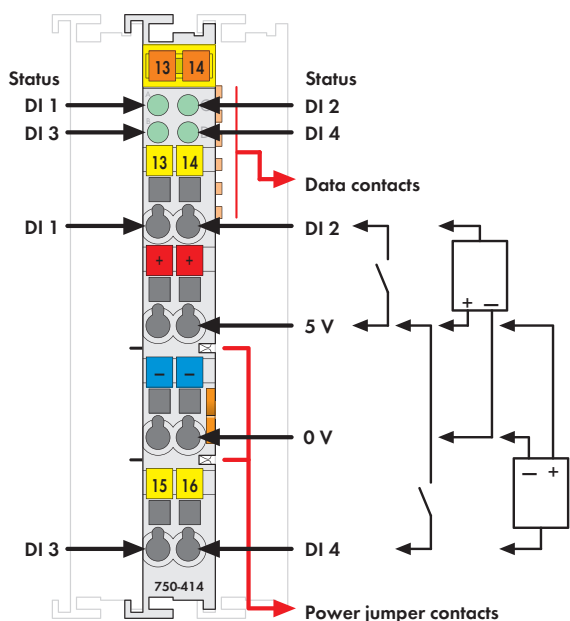 13 14
Status Status
DI 1 A C DI 2
DI 3 B DI 4
13 14
Data contacts
DI 1 DI 2
+ +
+ −
5 V
− −
0 V
− +
15 16
DI 3 DI 4
750-414
Power jumper contacts